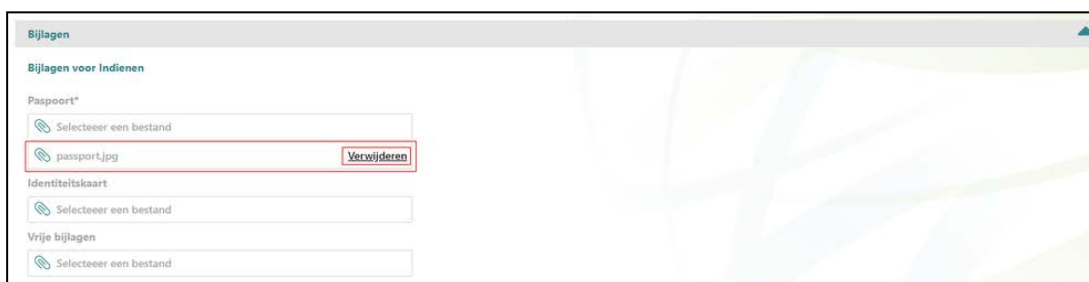 Bijlagen
Bijlagen voor Indienen
Paspoort*
Selecteeer een bestand
passport.jpg Verwijderen
Identiteitskaart
Selecteeer een bestand
Vrije bijlagen
Selecteeer een bestand